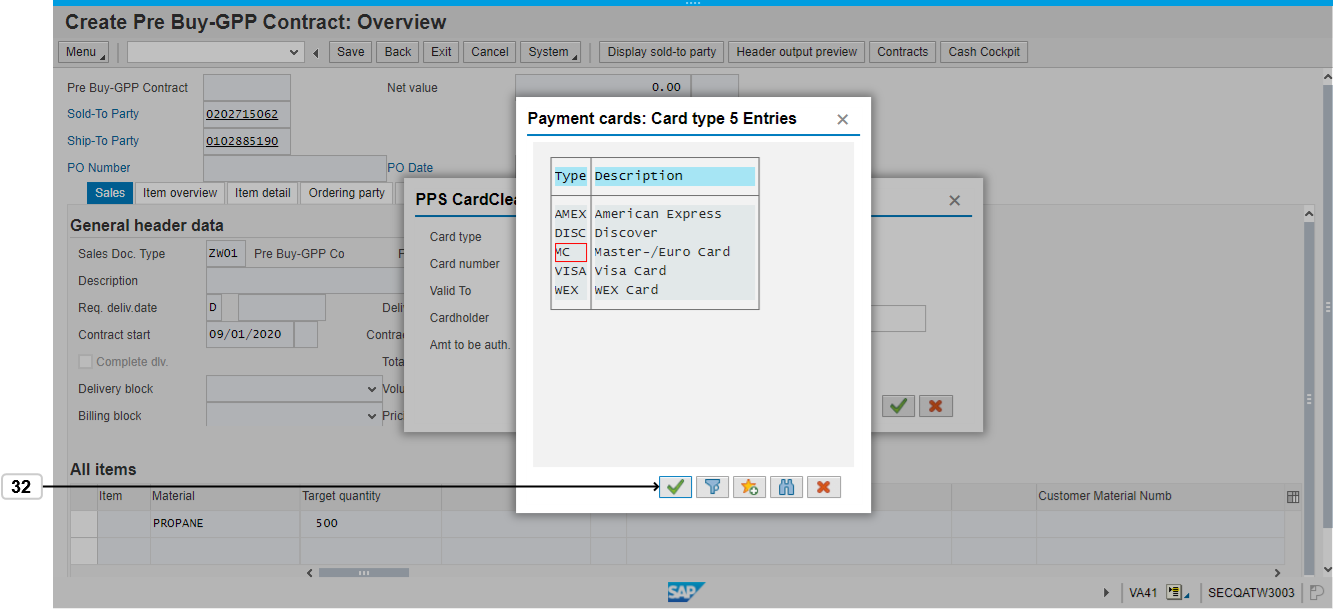 Create Pre Buy-GPP Contract: Overview
Menu Save Back Exit Cancel System Display sold-to party Header output preview Contracts Cash Cockpit
Pre Buy-GPP Contract Net value 0.00
Sold-To Party 0202715062
Ship-To Party 0102885190
PO Number PO Date
Sales Item overview Item detail Ordering party
General header data
Sales Doc. Type ZW01 Pre Buy-GPP Co
Description
Req. deliv.date D Deli
Contract start 09/01/2020 Contra
Complete dlv. Tota
Delivery block Volu
Billing block Pric
PPS CardClea
Card type
Card number
Valid To
Cardholder
Amt to be auth.
Payment cards: Card type 5 Entries
Type Description
AMEX American Express
DISC Discover
MC Master-/Euro Card
VISA Visa Card
WEX WEX Card
32
All items
Item Material Target quantity Customer Material Numb
PROPANE 500
SAP VA41 SECQATW3003